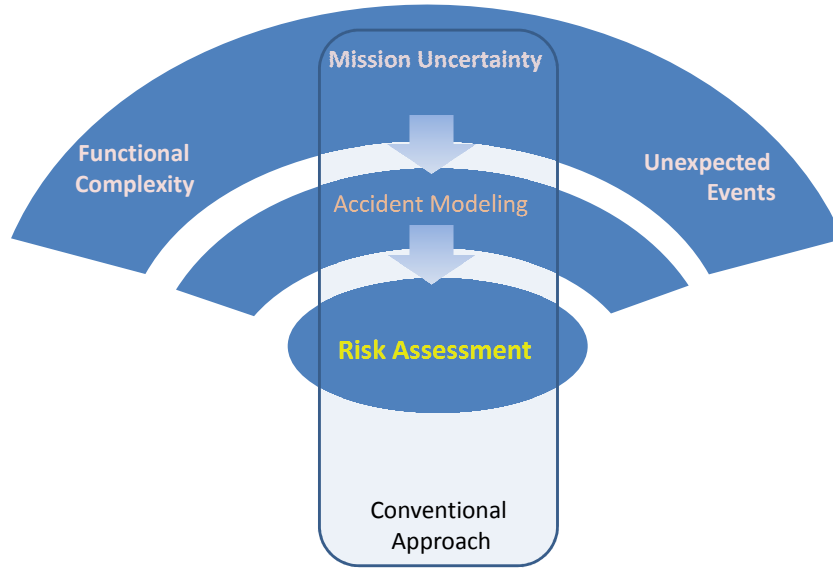 Mission Uncertainty
Functional
Complexity
Unexpected
Events
Accident Modeling
Risk Assessment
Conventional
Approach